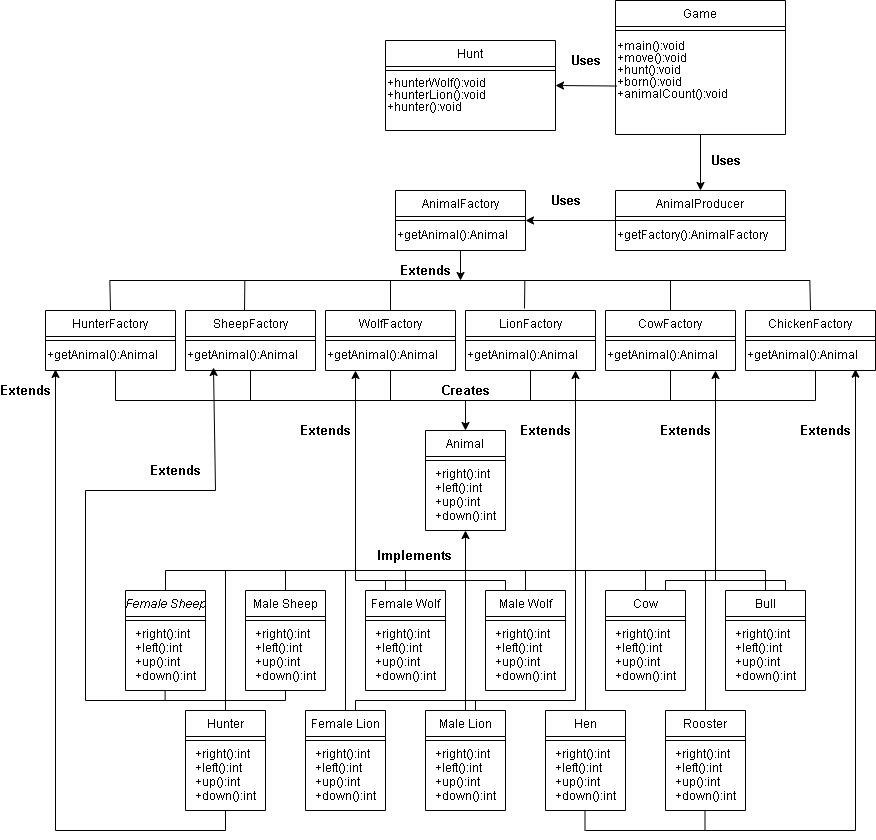 Game
+main():void
+move():void
+hunt():void
+born():void
+animalCount():void
Hunt
+hunterWolf():void
+hunterLion():void
+hunter():void
Uses
Uses
AnimalFactory
+getAnimal():Animal
Uses
AnimalProducer
+getFactory():AnimalFactory
Extends
HunterFactory
+getAnimal():Animal
SheepFactory
+getAnimal():Animal
WolfFactory
+getAnimal():Animal
LionFactory
+getAnimal():Animal
CowFactory
+getAnimal():Animal
ChickenFactory
+getAnimal():Animal
Extends
Creates
Extends
Extends
Extends
Extends
Extends
Animal
+right():int
+left():int
+up():int
+down():int
Implements
Female Sheep
+right():int
+left():int
+up():int
+down():int
Male Sheep
+right():int
+left():int
+up():int
+down():int
Female Wolf
+right():int
+left():int
+up():int
+down():int
Male Wolf
+right():int
+left():int
+up():int
+down():int
Cow
+right():int
+left():int
+up():int
+down():int
Bull
+right():int
+left():int
+up():int
+down():int
Hunter
+right():int
+left():int
+up():int
+down():int
Female Lion
+right():int
+left():int
+up():int
+down():int
Male Lion
+right():int
+left():int
+up():int
+down():int
Hen
+right():int
+left():int
+up():int
+down():int
Rooster
+right():int
+left():int
+up():int
+down():int